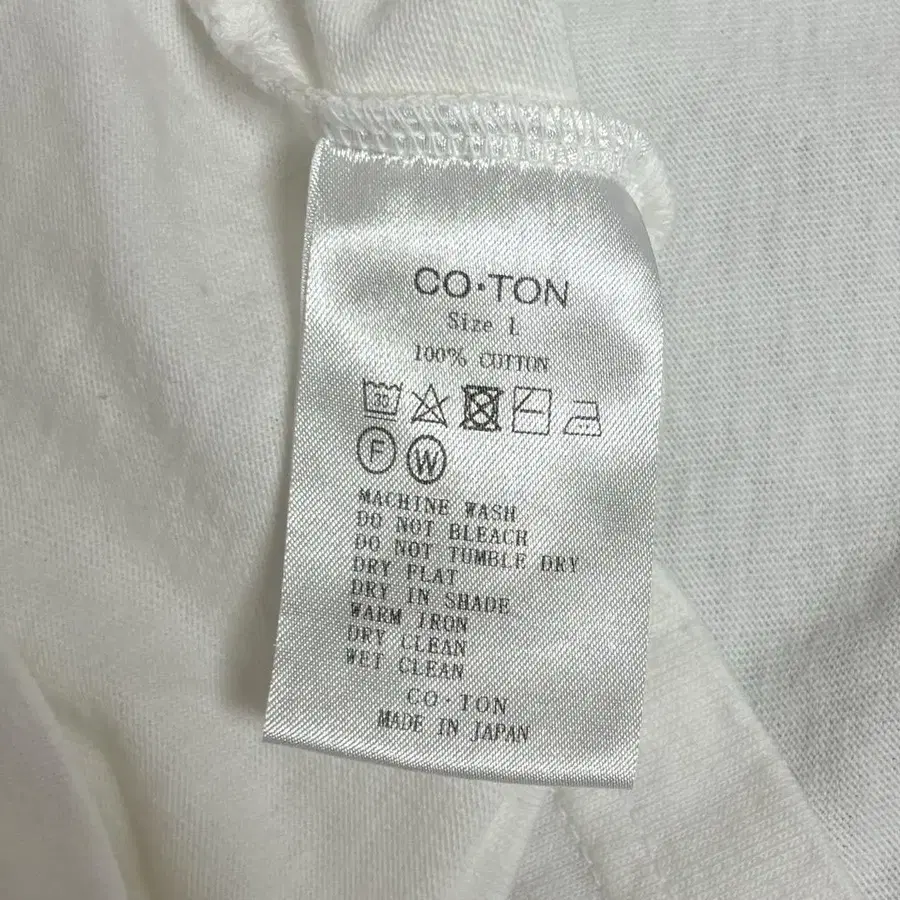 CO·TON
Size L
100% COTTON
30
F W
MACHINE WASH
DO NOT BLEACH
DO NOT TUMBLE DRY
DRY FLAT
DRY IN SHADE
WARM IRON
DRY CLEAN
WET CLEAN
CO·TON
MADE IN JAPAN